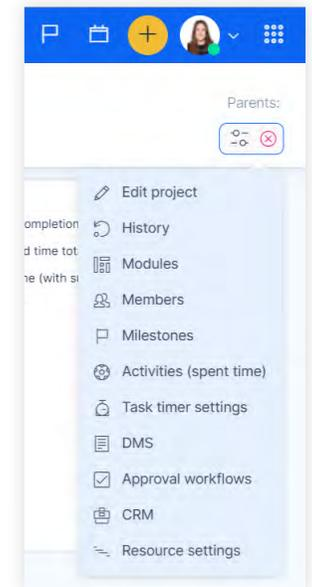 Parents:
ompletion
d time tot
ne (with su
Edit project
History
Modules
Members
Milestones
Activities (spent time)
Task timer settings
DMS
Approval workflows
CRM
Resource settings